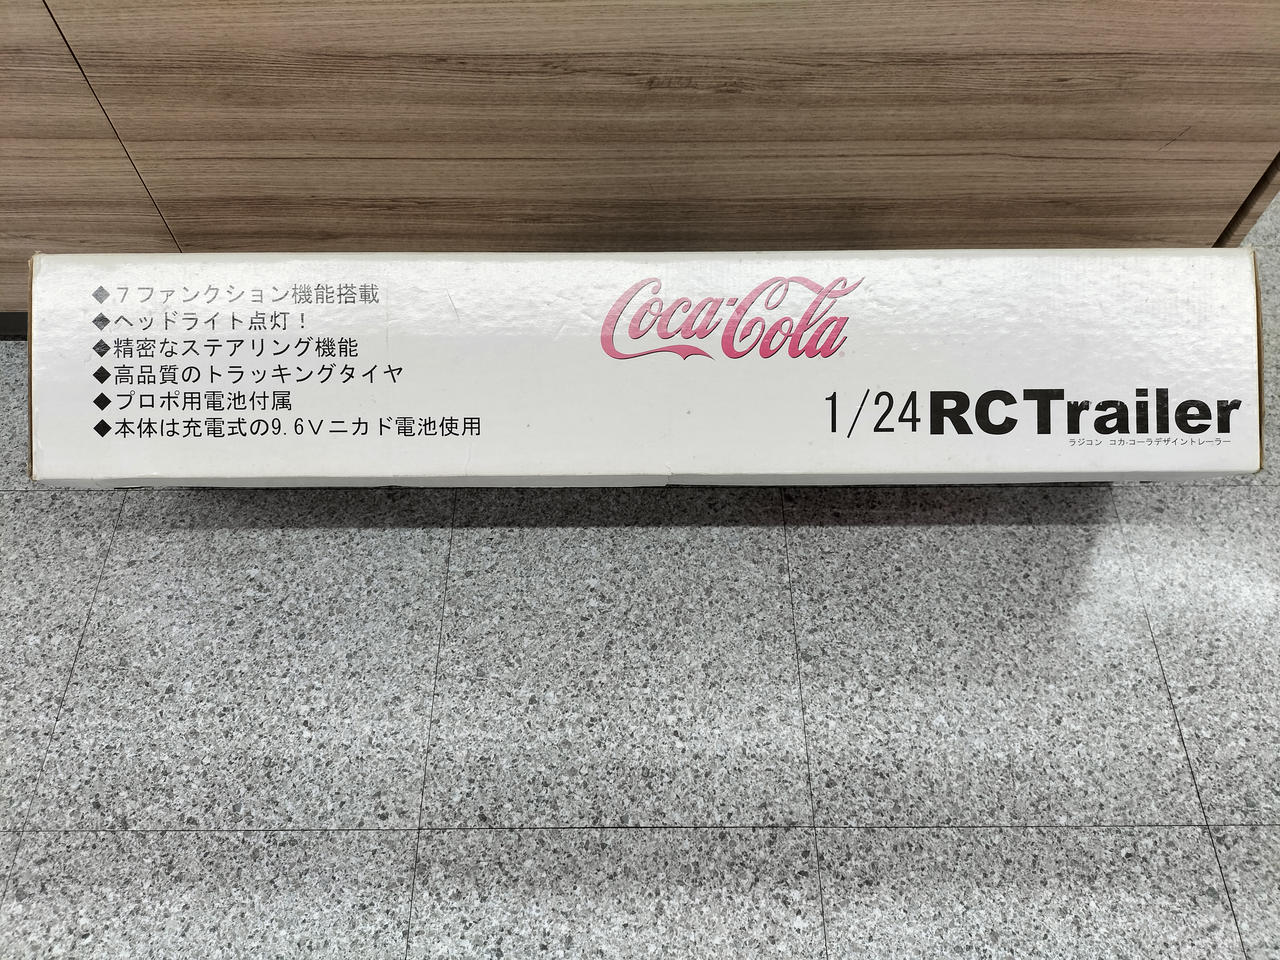 ◆7ファンクション機能搭載
◆ヘッドライト点灯！
◆精密なステアリング機能
◆高品質のトラッキングタイヤ
◆プロポ用電池付属
◆本体は充電式の9.6Vニカド電池使用
Coca-Cola
1/24 RC Trailer
ラジコン コカ・コーラデザイントレーラー